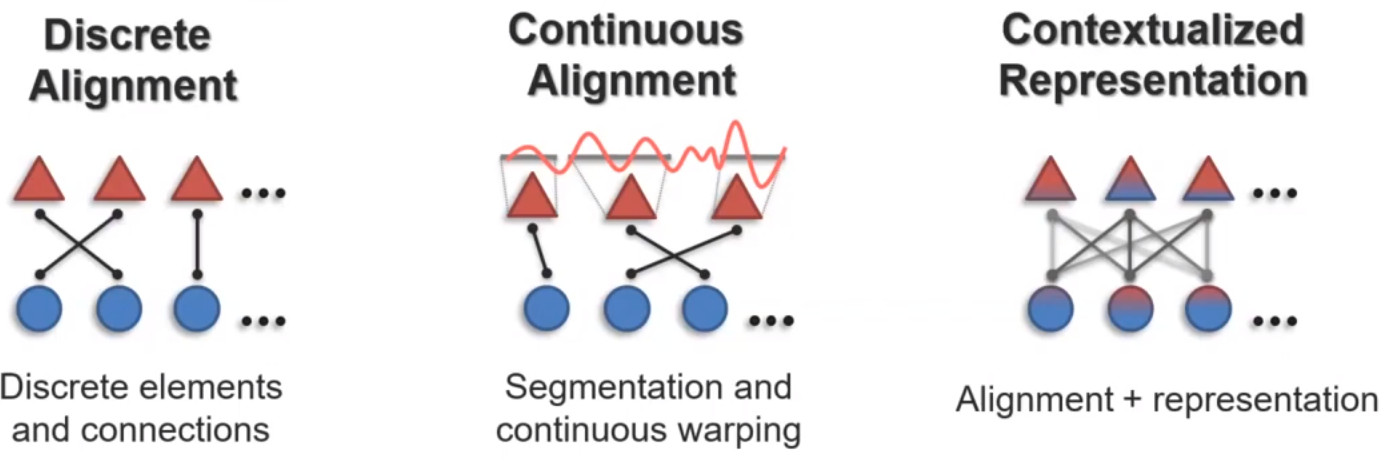 Discrete
Alignment
Discrete elements
and connections
Continuous
Alignment
Segmentation and
continuous warping
Contextualized
Representation
Alignment + representation